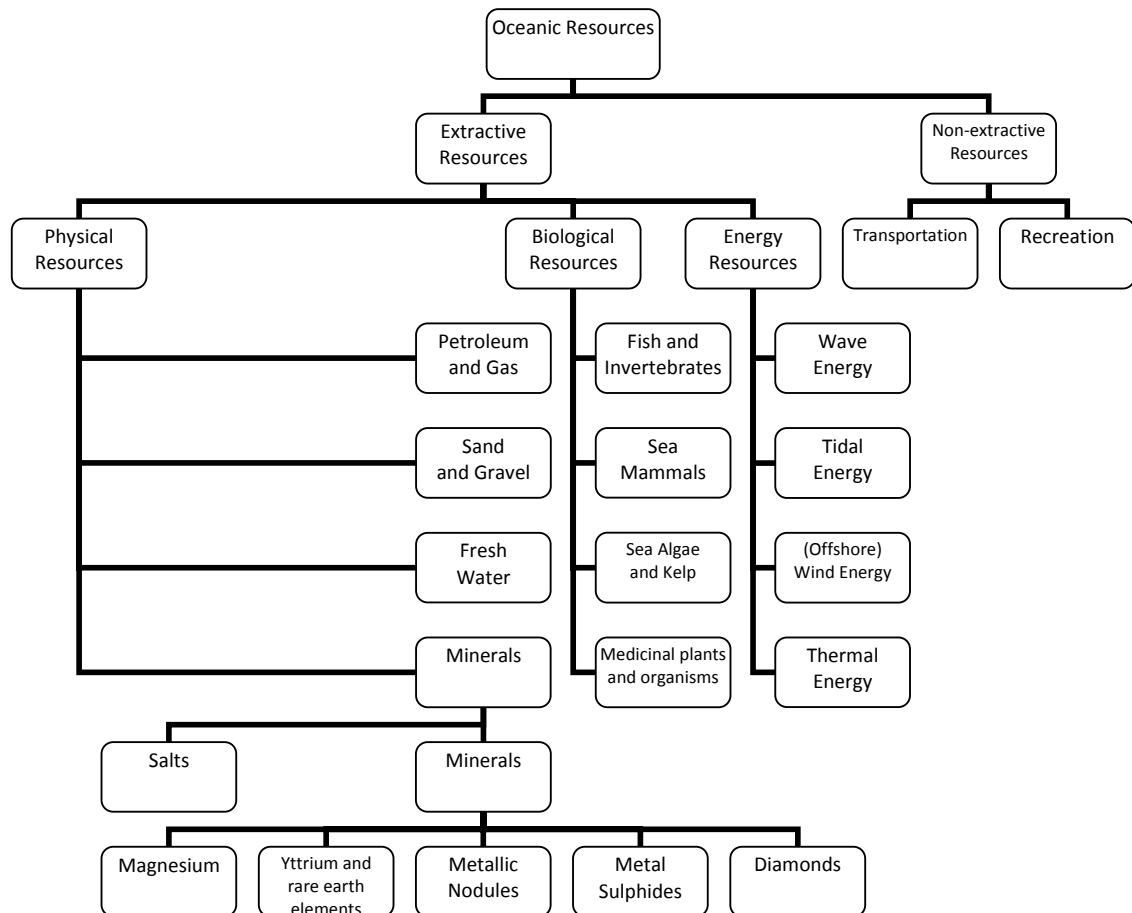 Oceanic Resources
Extractive
Resources
Non-extractive
Resources
Physical
Resources
Biological
Resources
Energy
Resources
Transportation
Recreation
Petroleum
and Gas
Fish and
Invertebrates
Wave
Energy
Sand
and Gravel
Sea
Mammals
Tidal
Energy
Fresh
Water
Sea Algae
and Kelp
(Offshore)
Wind Energy
Minerals
Medicinal plants
and organisms
Thermal
Energy
Salts
Minerals
Magnesium
Yttrium and
rare earth
elements
Metallic
Nodules
Metal
Sulphides
Diamonds